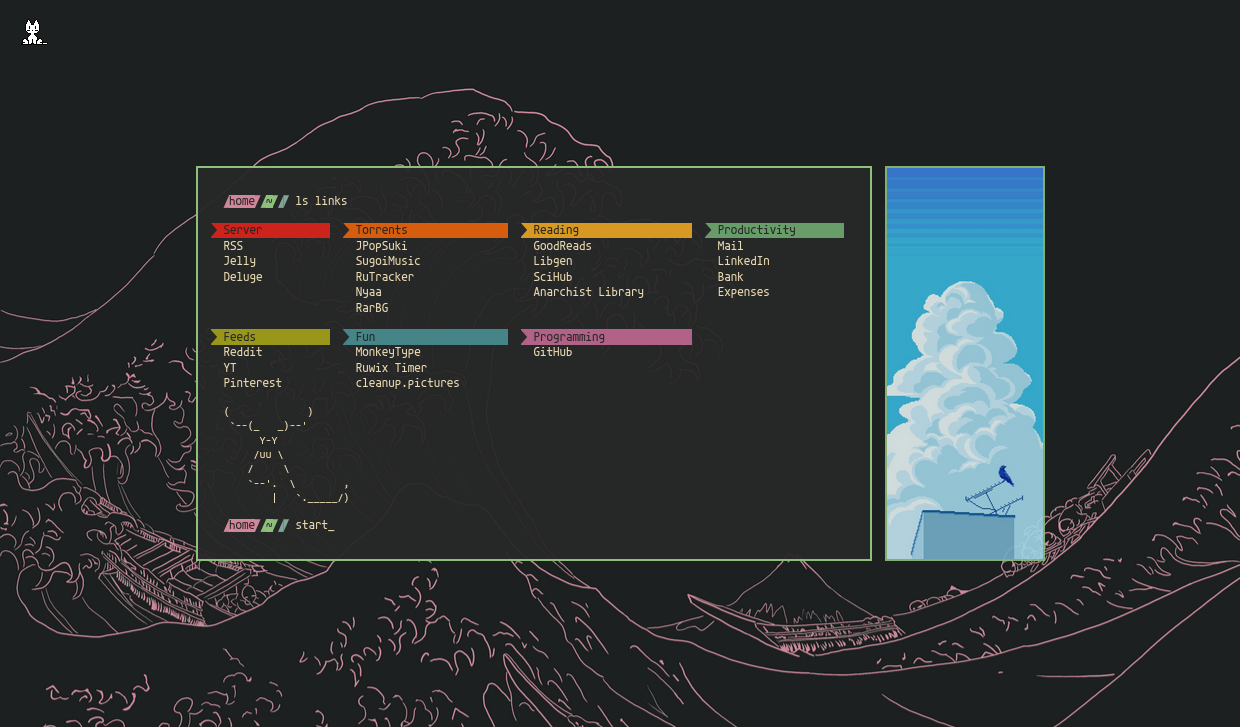 home ~ ls links
Server Torrents Reading Productivity
RSS JPopSuki GoodReads Mail
Jelly SugoiMusic Libgen LinkedIn
Deluge RuTracker SciHub Bank
Nyaa Anarchist Library Expenses
RarBG
Feeds Fun Programming
Reddit MonkeyType GitHub
YT Ruwix Timer
Pinterest cleanup.pictures
(             )
 `--(_   _)--'
      Y-Y
     /uu \
    /     \
    `--'.  \        ,
        |   `._____/)
home ~ start_